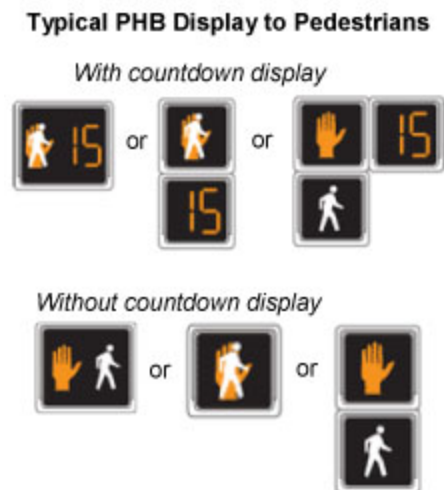 Typical PHB Display to Pedestrians
With countdown display
15 or or 15
15
Without countdown display
or or